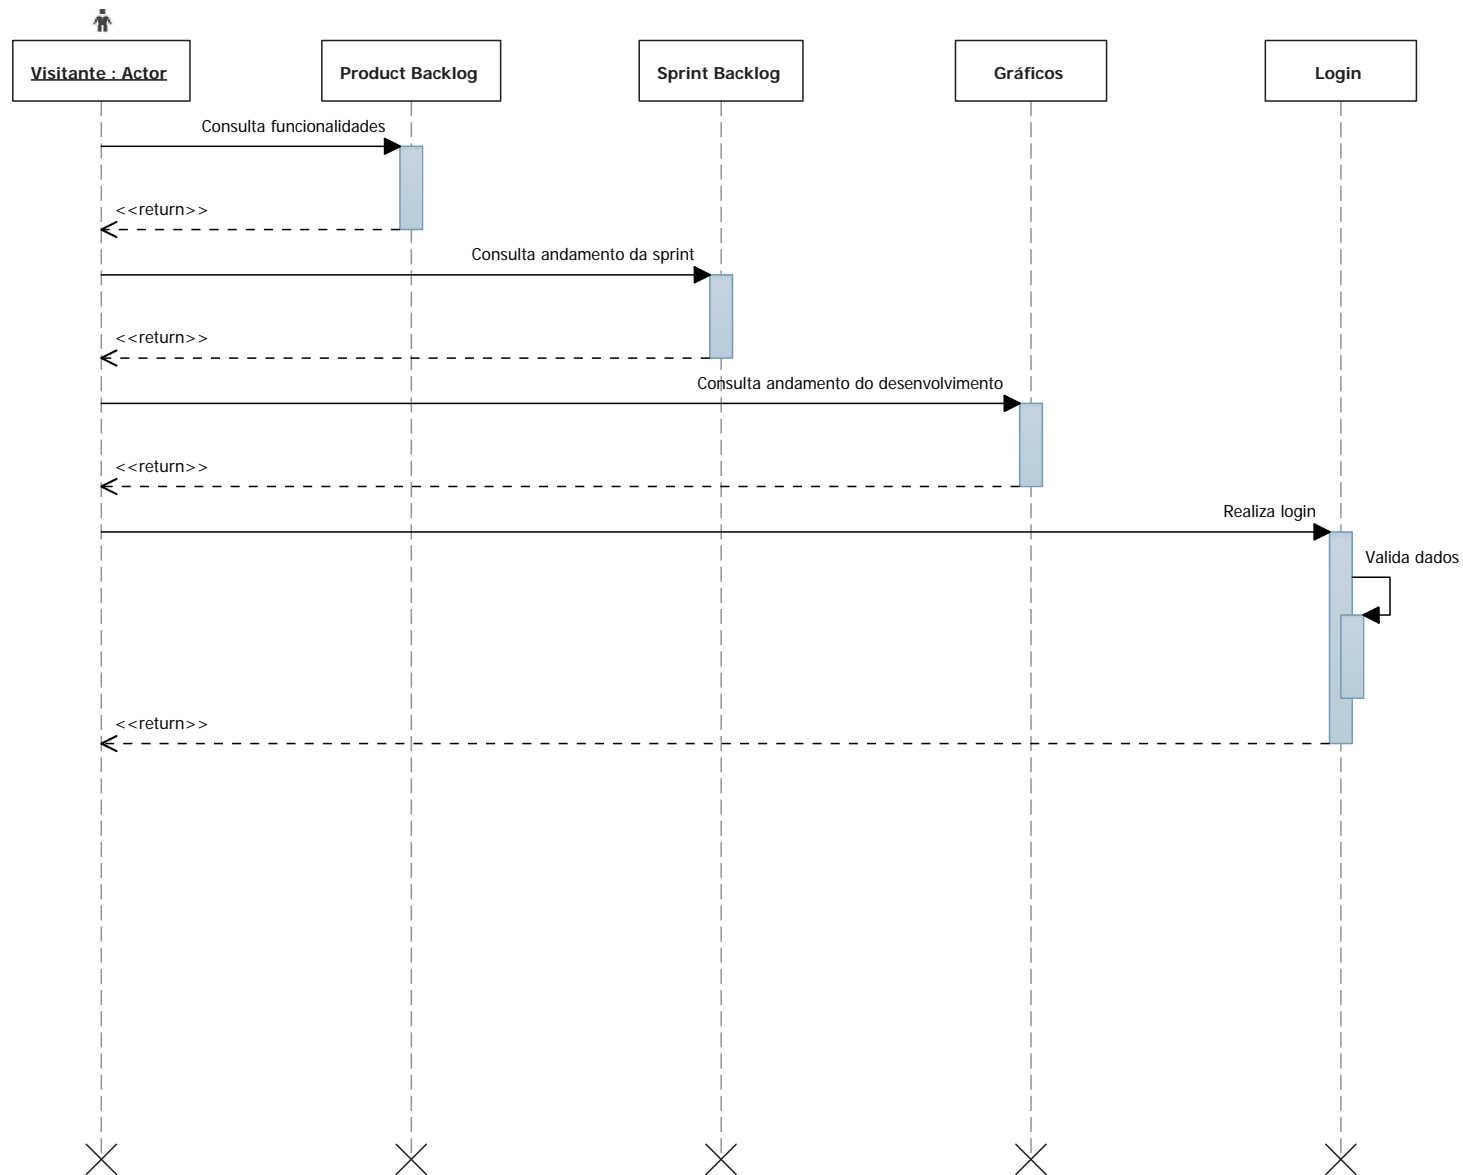 Visitante : Actor
Product Backlog
Sprint Backlog
Gráficos
Login
Consulta funcionalidades
<<return>>
Consulta andamento da sprint
<<return>>
Consulta andamento do desenvolvimento
<<return>>
Realiza login
Valida dados
<<return>>